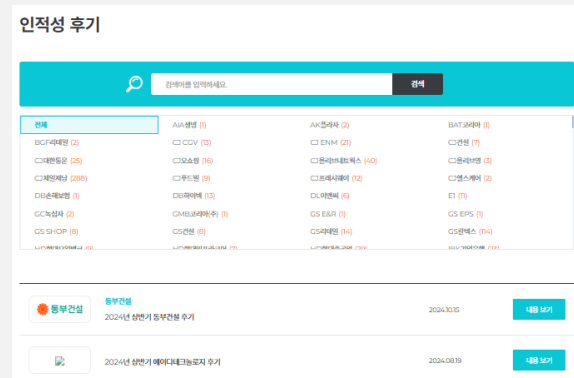 인적성 후기
검색어를 입력하세요.
검색
전체 AIA생명 (1) AK플라자 (2) BAT코리아 (1)
BGF리테일 (2) CJ CGV (13) CJ ENM (21) CJ건설 (7)
CJ대한통운 (25) CJ오쇼핑 (16) CJ올리브네트웍스 (40) CJ올리브영 (3)
CJ제일제당 (288) CJ푸드빌 (9) CJ프레시웨이 (12) CJ헬스케어 (2)
DB손해보험 (1) DB하이텍 (13) DL이앤씨 (6) E1 (11)
GC녹십자 (2) GMB코리아(주) (1) GS E&R (1) GS EPS (1)
GS SHOP (8) GS건설 (8) GS리테일 (14) GS칼텍스 (114)
동부건설
동부건설
2024년 상반기 동부건설 후기
2024.10.15
내용 보기
2024년 상반기 에이디테크놀로지 후기
2024.08.19
내용 보기